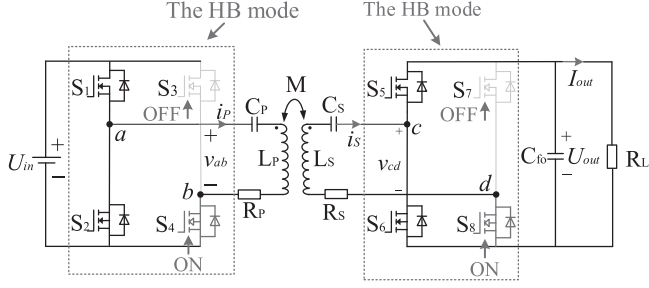 The HB mode
The HB mode
S1 S3 OFF
S5 S7 OFF
Iout
M
iP CP CS iS
a + c +
Uin + −
vab LP LS vcd
Cfo + Uout − RL
b − RP RS − d
S2 S4 ON
S6 S8 ON